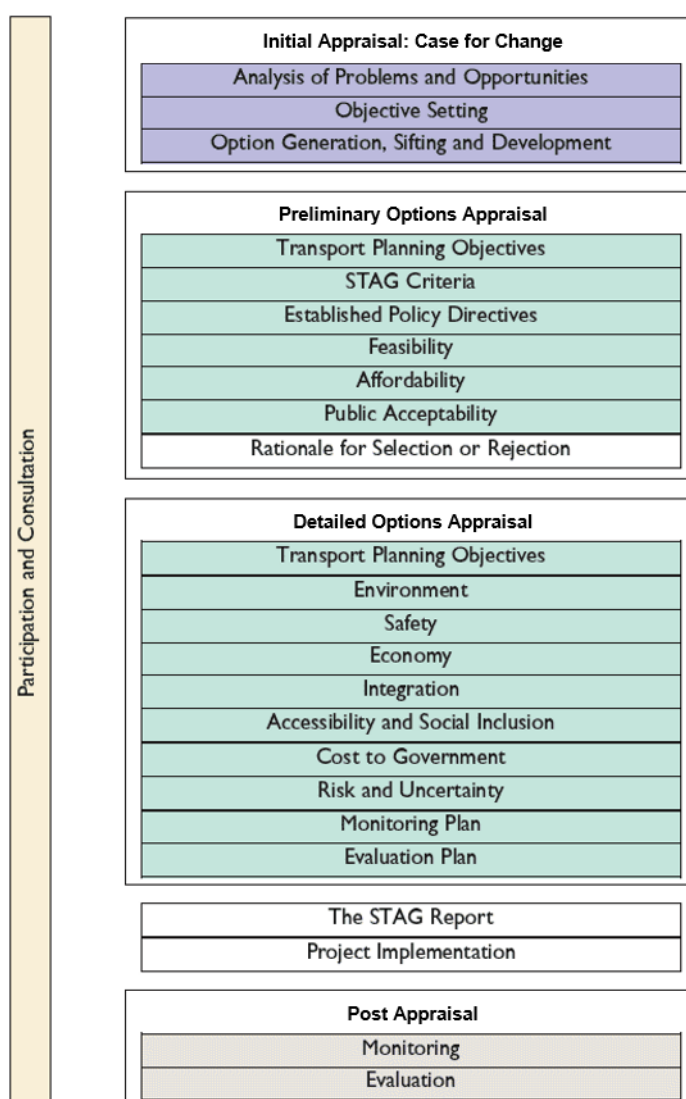 Participation and Consultation
Initial Appraisal: Case for Change
Analysis of Problems and Opportunities
Objective Setting
Option Generation, Sifting and Development
Preliminary Options Appraisal
Transport Planning Objectives
STAG Criteria
Established Policy Directives
Feasibility
Affordability
Public Acceptability
Rationale for Selection or Rejection
Detailed Options Appraisal
Transport Planning Objectives
Environment
Safety
Economy
Integration
Accessibility and Social Inclusion
Cost to Government
Risk and Uncertainty
Monitoring Plan
Evaluation Plan
The STAG Report
Project Implementation
Post Appraisal
Monitoring
Evaluation